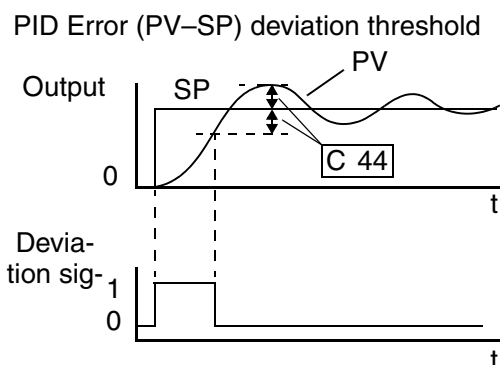 PID Error (PV–SP) deviation threshold
PV
Output
SP
C 44
0
t
Devia-
tion sig-
1
0
t